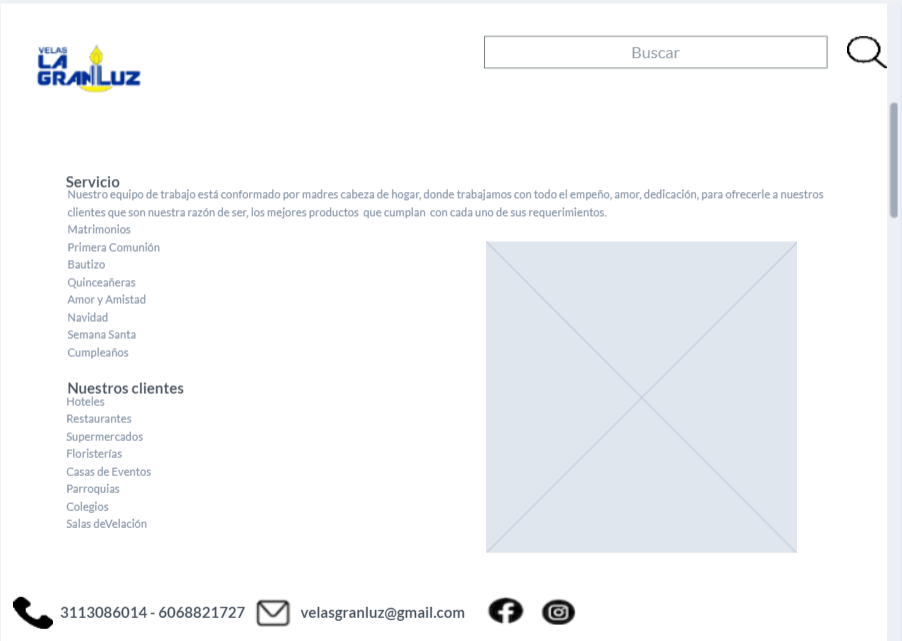 VELAS
LA
GRANLUZ
Buscar
Servicio
Nuestro equipo de trabajo está conformado por madres cabeza de hogar, donde trabajamos con todo el empeño, amor, dedicación, para ofrecerle a nuestros
clientes que son nuestra razón de ser, los mejores productos que cumplan con cada uno de sus requerimientos.
Matrimonios
Primera Comunión
Bautizo
Quinceañeras
Amor y Amistad
Navidad
Semana Santa
Cumpleaños
Nuestros clientes
Hoteles
Restaurantes
Supermercados
Floristerías
Casas de Eventos
Parroquias
Colegios
Salas deVelación
3113086014 - 6068821727 velasgranluz@gmail.com